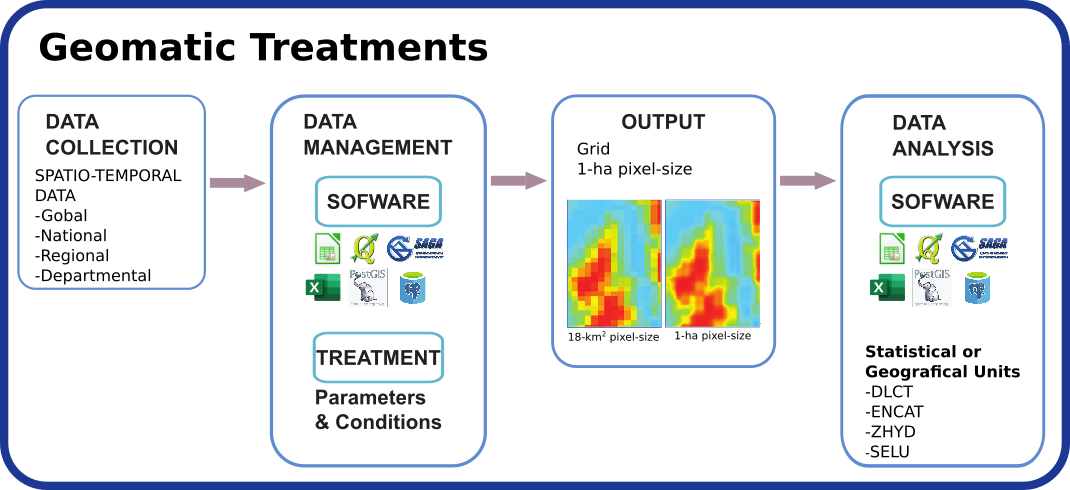 Geomatic Treatments
DATA
COLLECTION
SPATIO-TEMPORAL
DATA
-Gobal
-National
-Regional
-Departmental
DATA
MANAGEMENT
SOFWARE
SAGA
X
PostGIS
TREATMENT
Parameters
& Conditions
OUTPUT
Grid
1-ha pixel-size
18-km² pixel-size
1-ha pixel-size
DATA
ANALYSIS
SOFWARE
SAGA
X
PostGIS
Statistical or
Geografical Units
-DLCT
-ENCAT
-ZHYD
-SELU